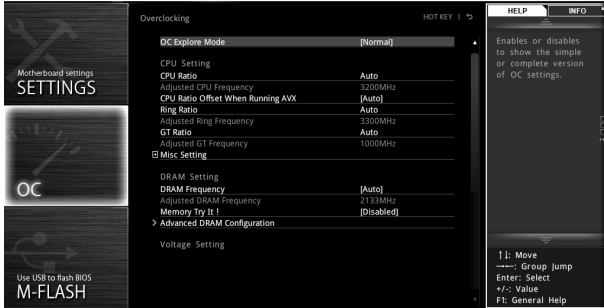 Motherboard settings
SETTINGS
OC
Use USB to flash BIOS
M-FLASH
Overclocking
HOT KEY |
OC Explore Mode [Normal]
CPU Setting
CPU Ratio Auto
Adjusted CPU Frequency 3200MHz
CPU Ratio Offset When Running AVX [Auto]
Ring Ratio Auto
Adjusted Ring Frequency 3300MHz
GT Ratio Auto
Adjusted GT Frequency 1000MHz
Misc Setting
DRAM Setting
DRAM Frequency [Auto]
Adjusted DRAM Frequency 2133MHz
Memory Try It ! [Disabled]
> Advanced DRAM Configuration
Voltage Setting
HELP INFO
Enables or disables
to show the simple
or complete version
of OC settings.
↑↓: Move
→←: Group Jump
Enter: Select
+/-: Value
F1: General Help